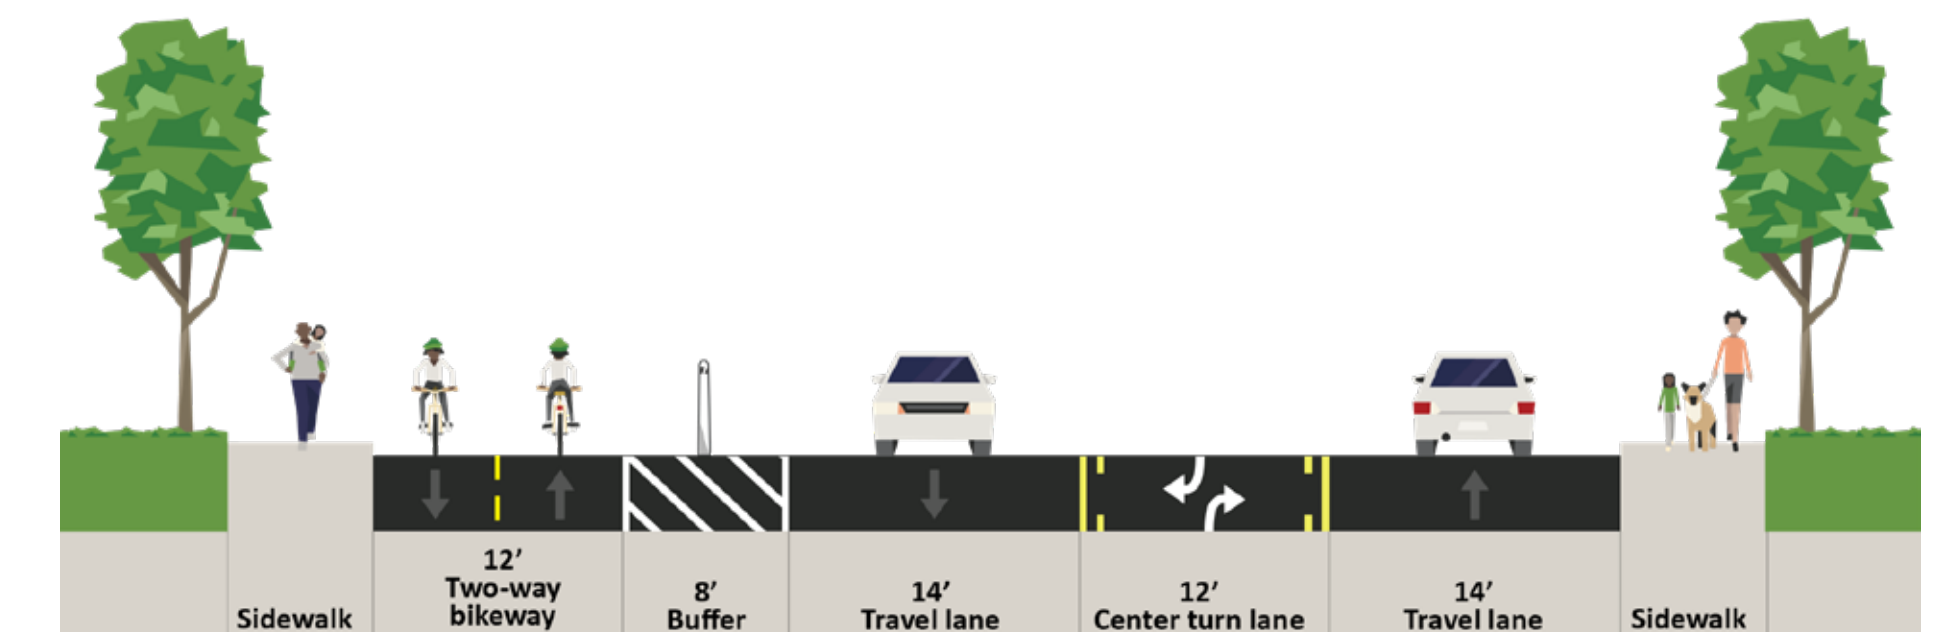 Sidewalk
12’
Two-way
bikeway
8’
Buffer
14’
Travel lane
12’
Center turn lane
14’
Travel lane
Sidewalk